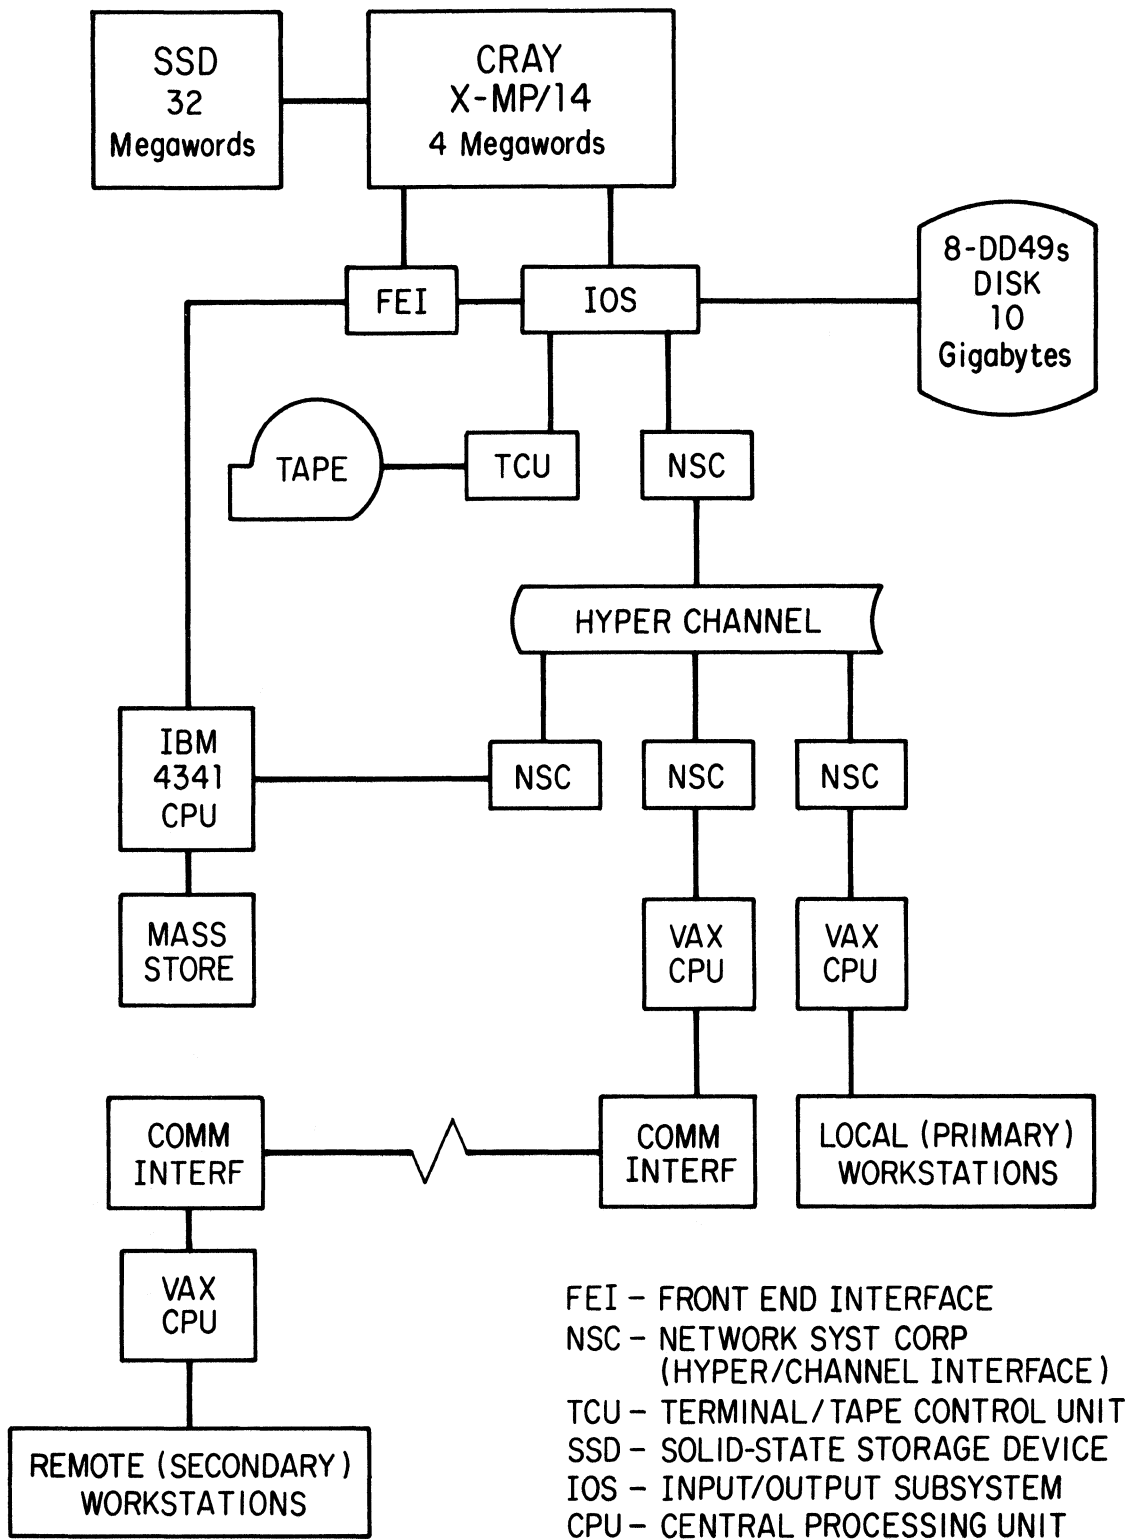 SSD
32
Megawords
CRAY
X-MP/14
4 Megawords
FEI
IOS
8-DD49s
DISK
10
Gigabytes
TAPE
TCU
NSC
HYPER CHANNEL
IBM
4341
CPU
NSC
NSC
NSC
MASS
STORE
VAX
CPU
VAX
CPU
COMM
INTERF
COMM
INTERF
LOCAL (PRIMARY)
WORKSTATIONS
VAX
CPU
REMOTE (SECONDARY)
WORKSTATIONS
FEI - FRONT END INTERFACE
NSC - NETWORK SYST CORP
(HYPER/CHANNEL INTERFACE)
TCU - TERMINAL/TAPE CONTROL UNIT
SSD - SOLID-STATE STORAGE DEVICE
IOS - INPUT/OUTPUT SUBSYSTEM
CPU - CENTRAL PROCESSING UNIT